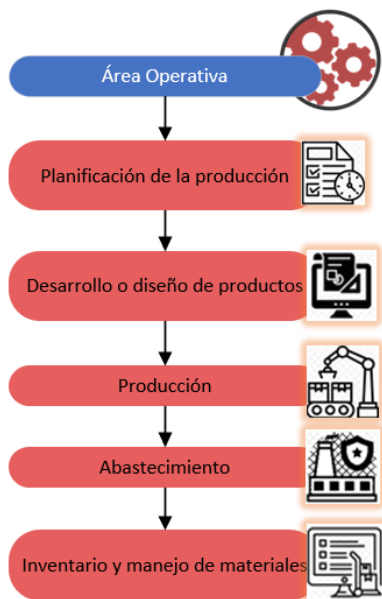 Área Operativa
Planificación de la producción
Desarrollo o diseño de productos
Producción
Abastecimiento
Inventario y manejo de materiales